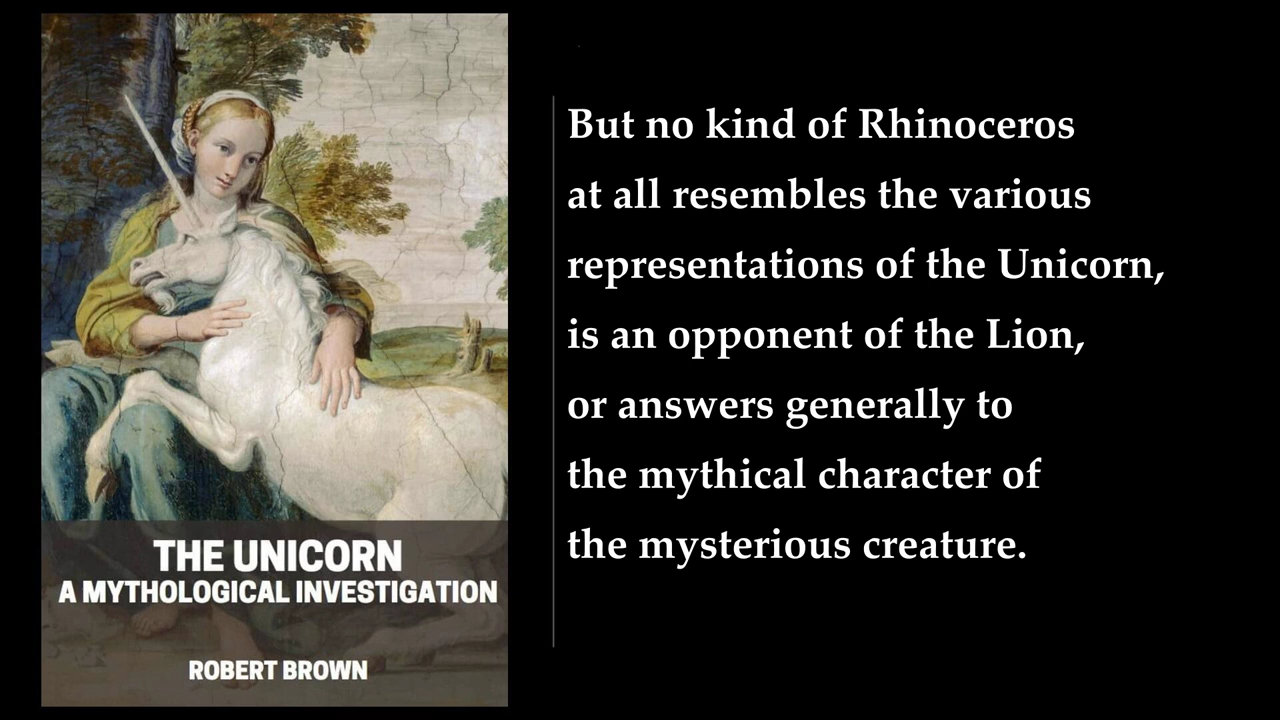 THE UNICORN
A MYTHOLOGICAL INVESTIGATION
ROBERT BROWN
But no kind of Rhinoceros
at all resembles the various
representations of the Unicorn,
is an opponent of the Lion,
or answers generally to
the mythical character of
the mysterious creature.